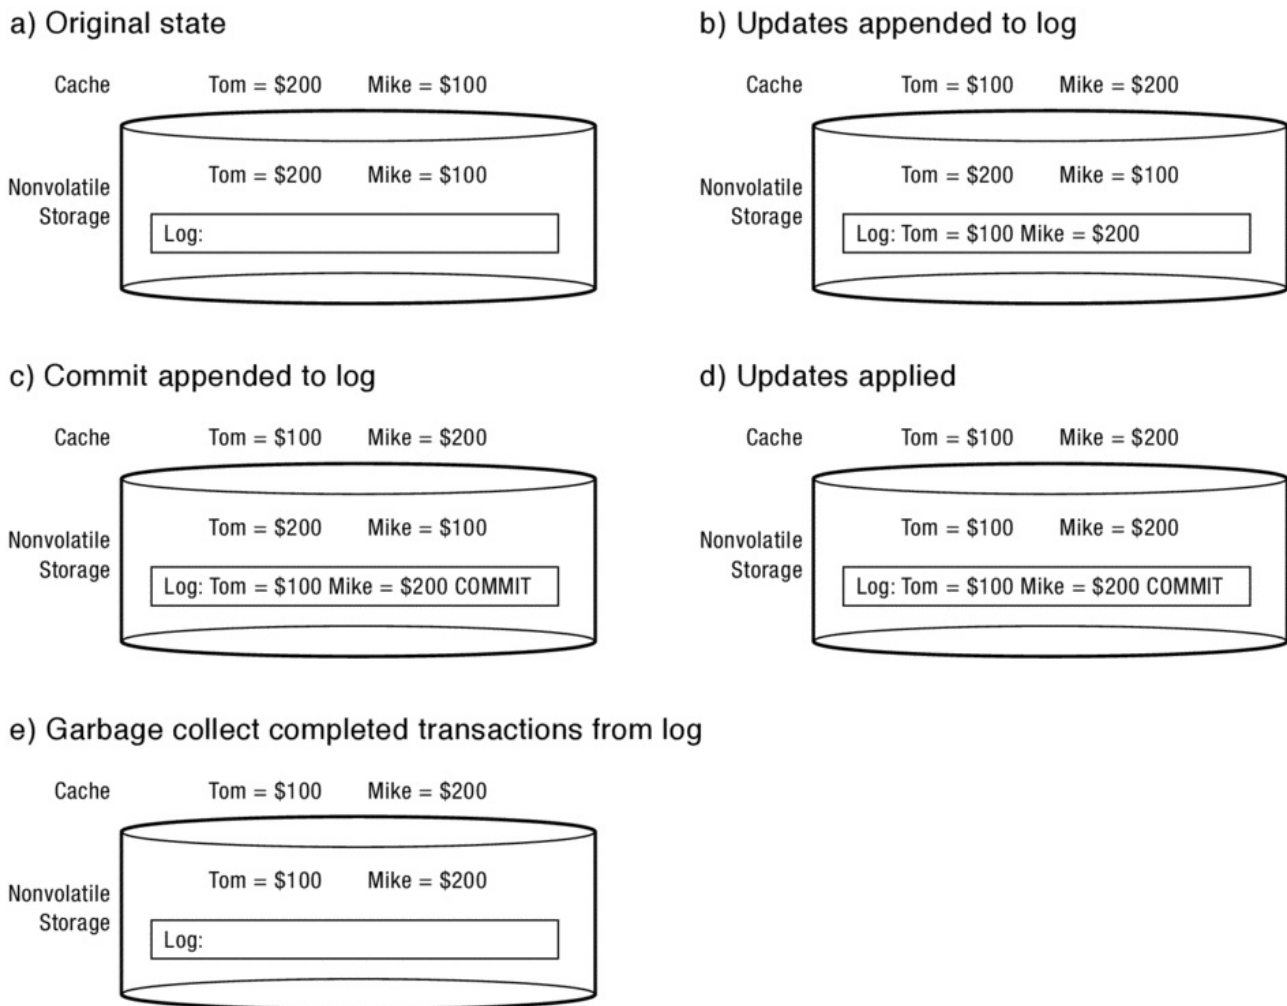 a) Original state
Cache Tom = $200 Mike = $100
Nonvolatile
Storage
Tom = $200 Mike = $100
Log:
b) Updates appended to log
Cache Tom = $100 Mike = $200
Nonvolatile
Storage
Tom = $200 Mike = $100
Log: Tom = $100 Mike = $200
c) Commit appended to log
Cache Tom = $100 Mike = $200
Nonvolatile
Storage
Tom = $200 Mike = $100
Log: Tom = $100 Mike = $200 COMMIT
d) Updates applied
Cache Tom = $100 Mike = $200
Nonvolatile
Storage
Tom = $100 Mike = $200
Log: Tom = $100 Mike = $200 COMMIT
e) Garbage collect completed transactions from log
Cache Tom = $100 Mike = $200
Nonvolatile
Storage
Tom = $100 Mike = $200
Log: